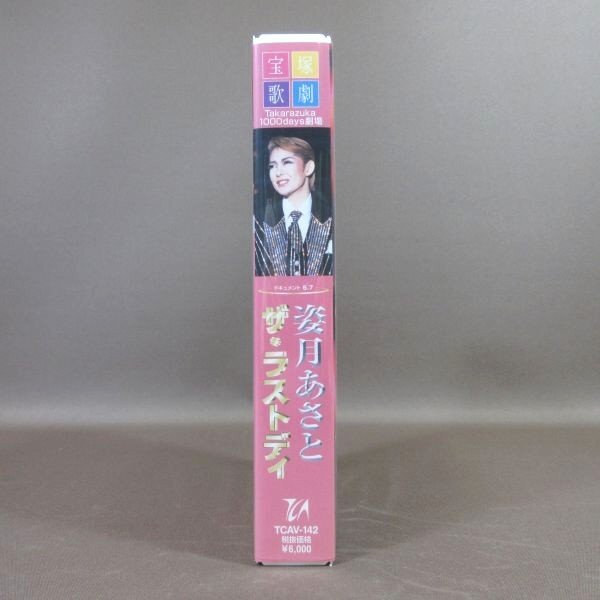 宝塚
歌劇
Takarazuka
1000days劇場
ドキュメント 5.7
姿月あさと
ザ・ラストデイ
TCA
TCAV-142
税抜価格
¥6,000